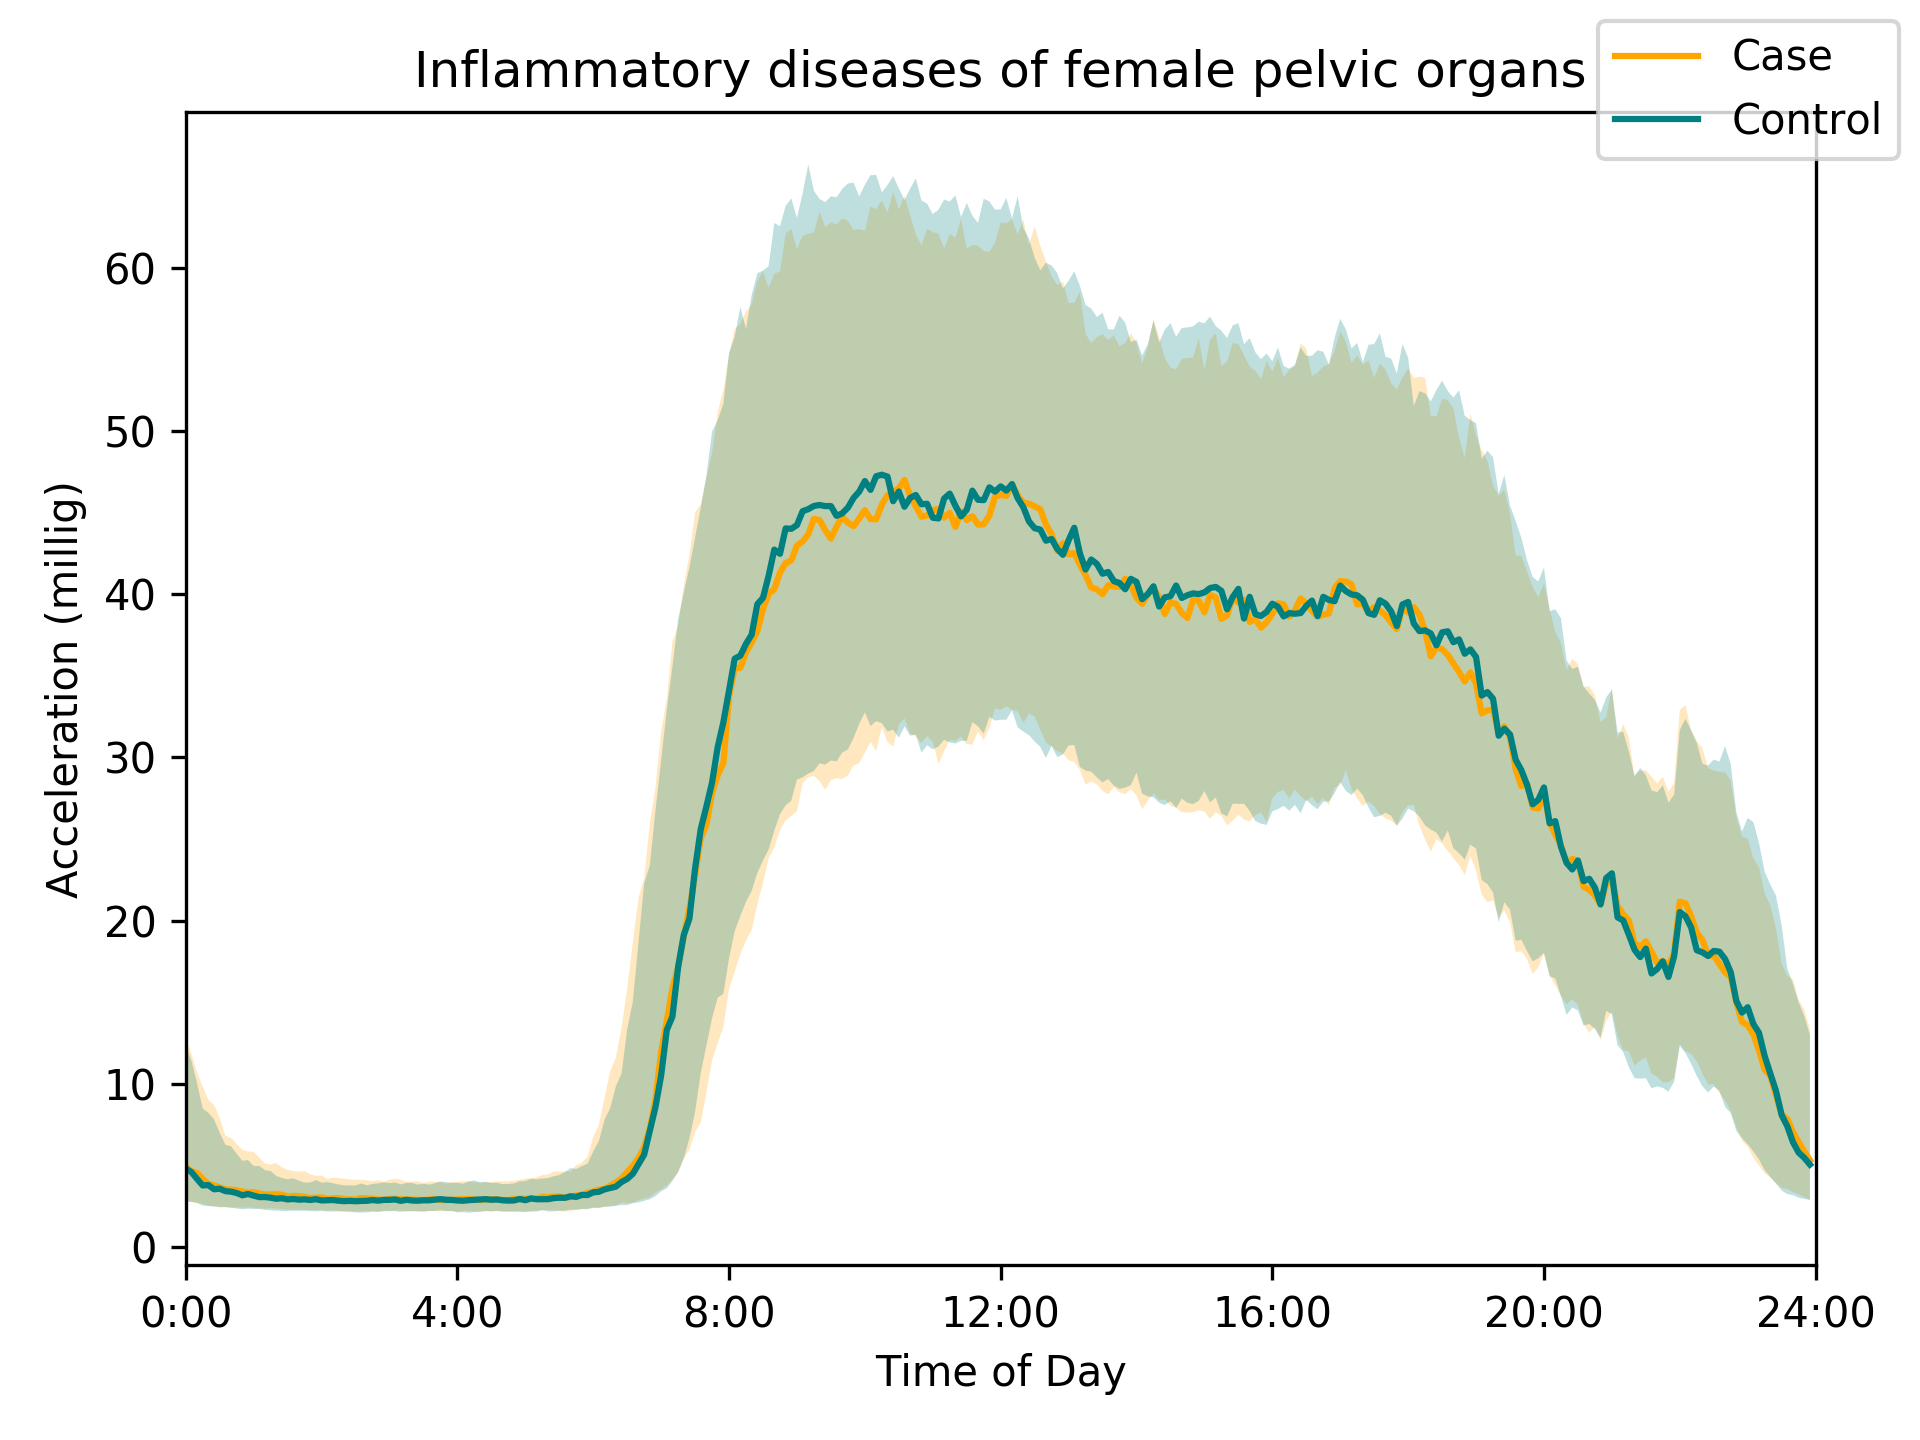 Inflammatory diseases of female pelvic organs
Case
Control
Acceleration (millig)
60
50
40
30
20
10
0
0:00 4:00 8:00 12:00 16:00 20:00 24:00
Time of Day